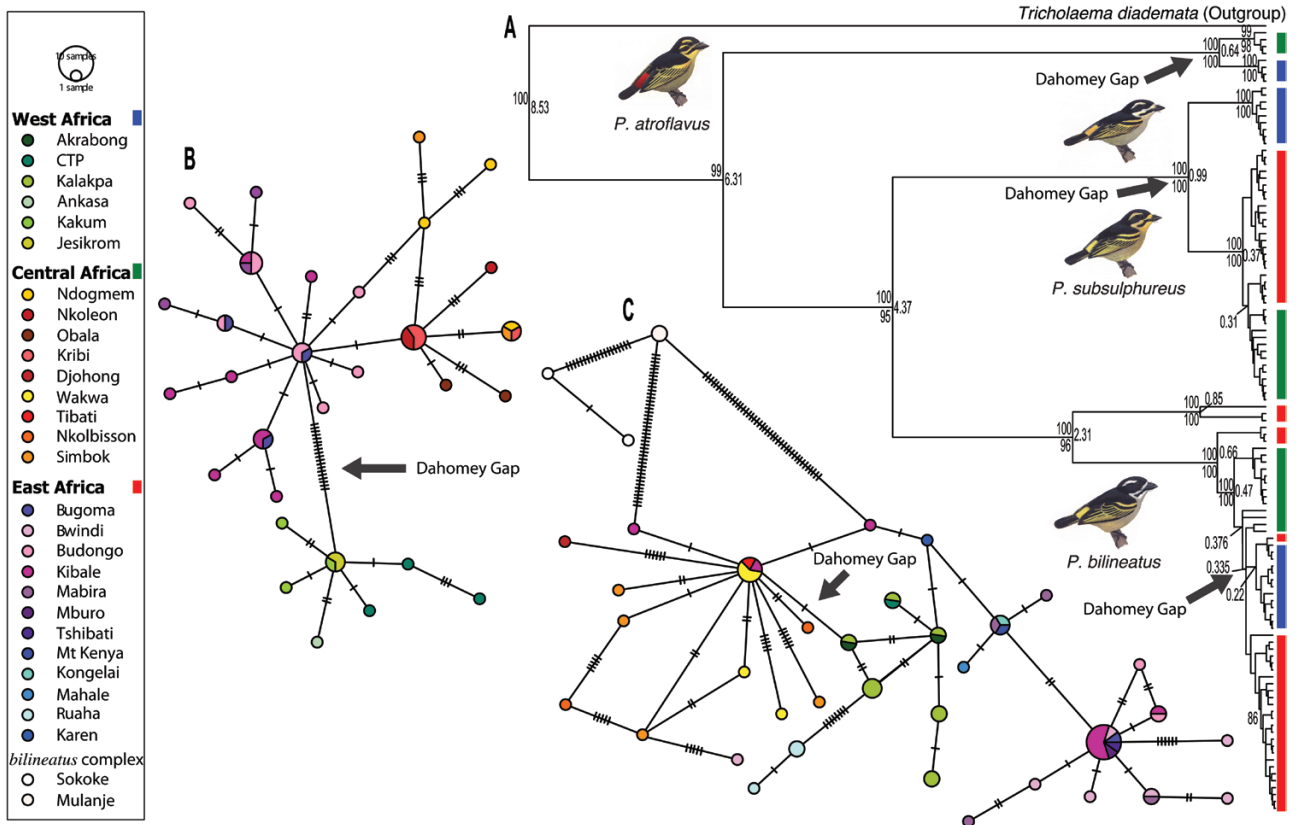 10 samples
1 sample
West Africa
Akrabong
CTP
Kalakpa
Ankasa
Kakum
Jesikrom
Central Africa
Ndogmem
Nkoleon
Obala
Kribi
Djohong
Wakwa
Tibati
Nkolbisson
Simbok
East Africa
Bugoma
Bwindi
Budongo
Kibale
Mabira
Mburo
Tshibati
Mt Kenya
Kongelai
Mahale
Ruaha
Karen
bilineatus complex
Sokoke
Mulanje
A
Tricholaema diademata (Outgroup)
100
8.53
P. atroflavus
99
6.31
Dahomey Gap
100
100
0.64
99
98
100
100
100
100
Dahomey Gap
100
100
0.99
P. subsulphureus
100
100
0.37
0.31
100
95
4.37
100
96
2.31
100
100
0.85
100
100
0.66
100
100
0.47
0.376
0.335
0.22
P. bilineatus
Dahomey Gap
86
B
Dahomey Gap
C
Dahomey Gap